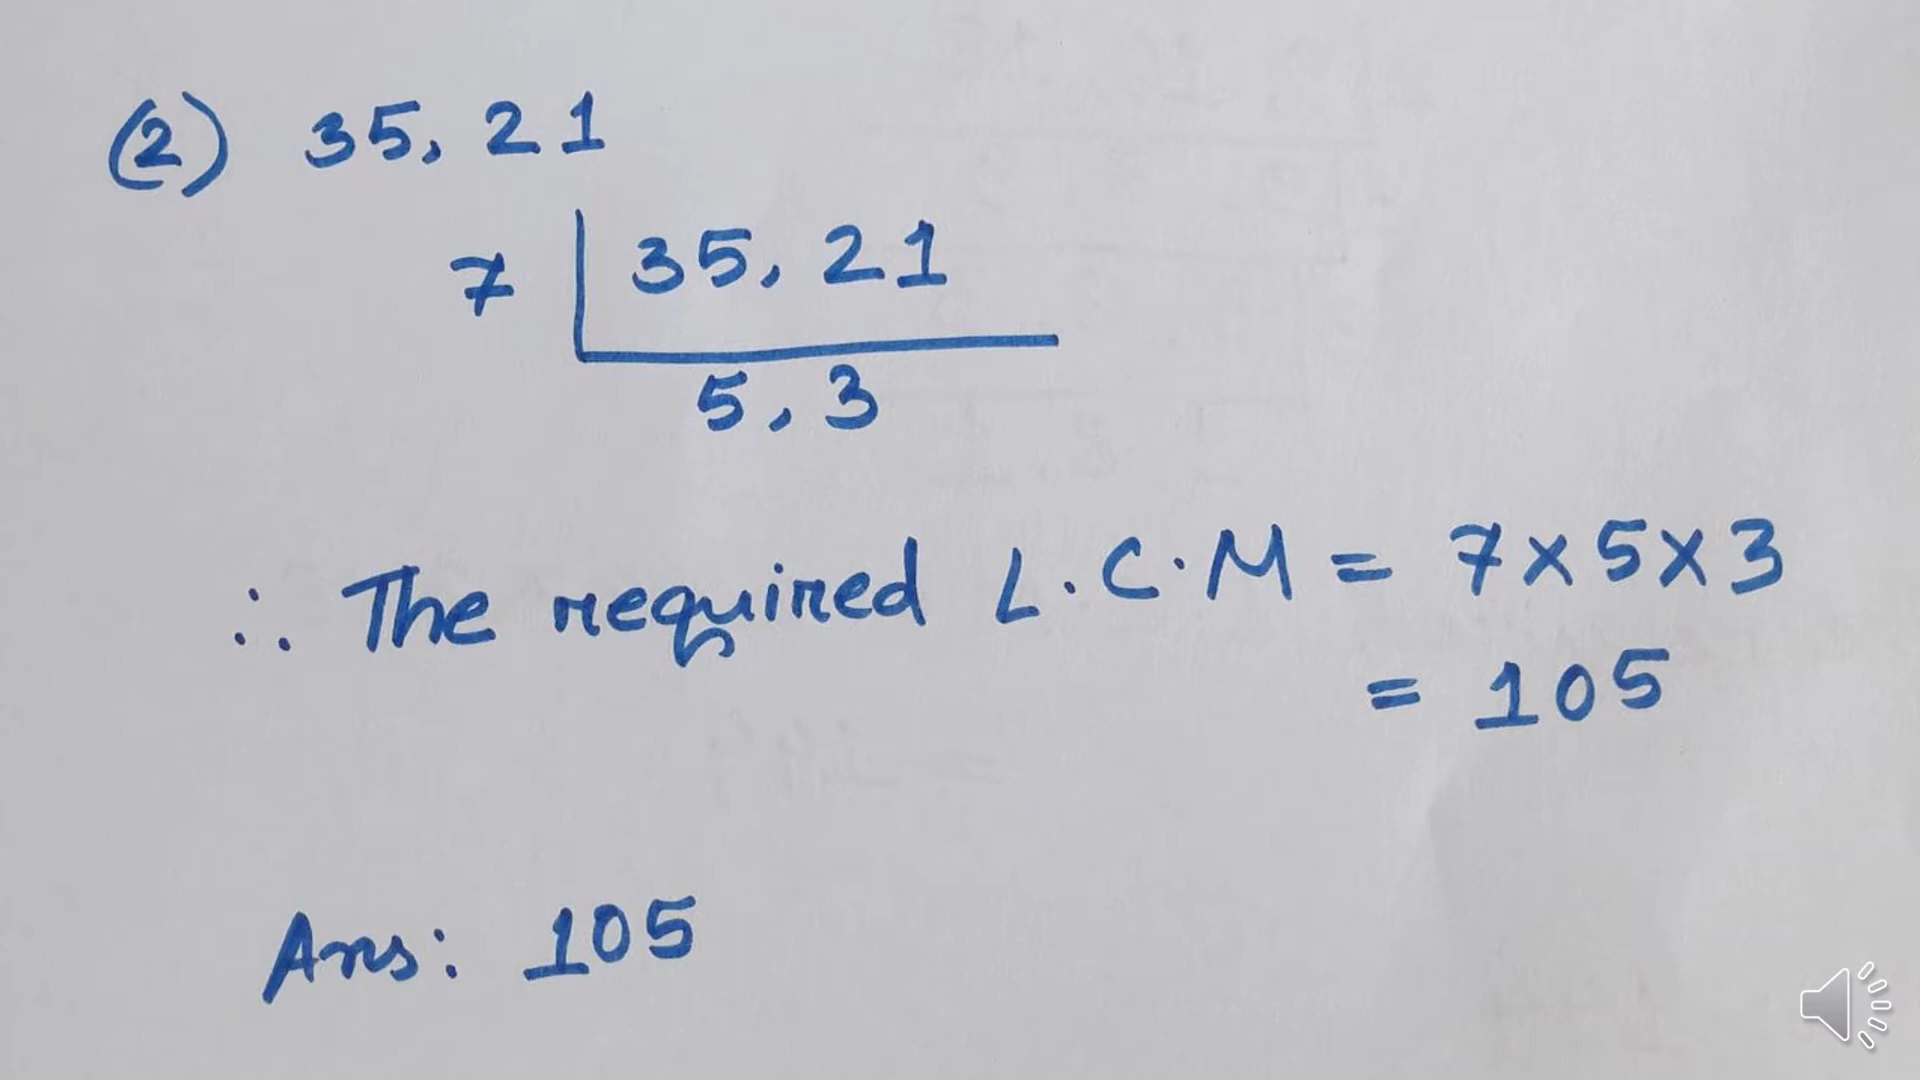 (2) 35, 21
7 35, 21
5, 3
∴ The required L.C.M = 7×5×3
= 105
Ans: 105